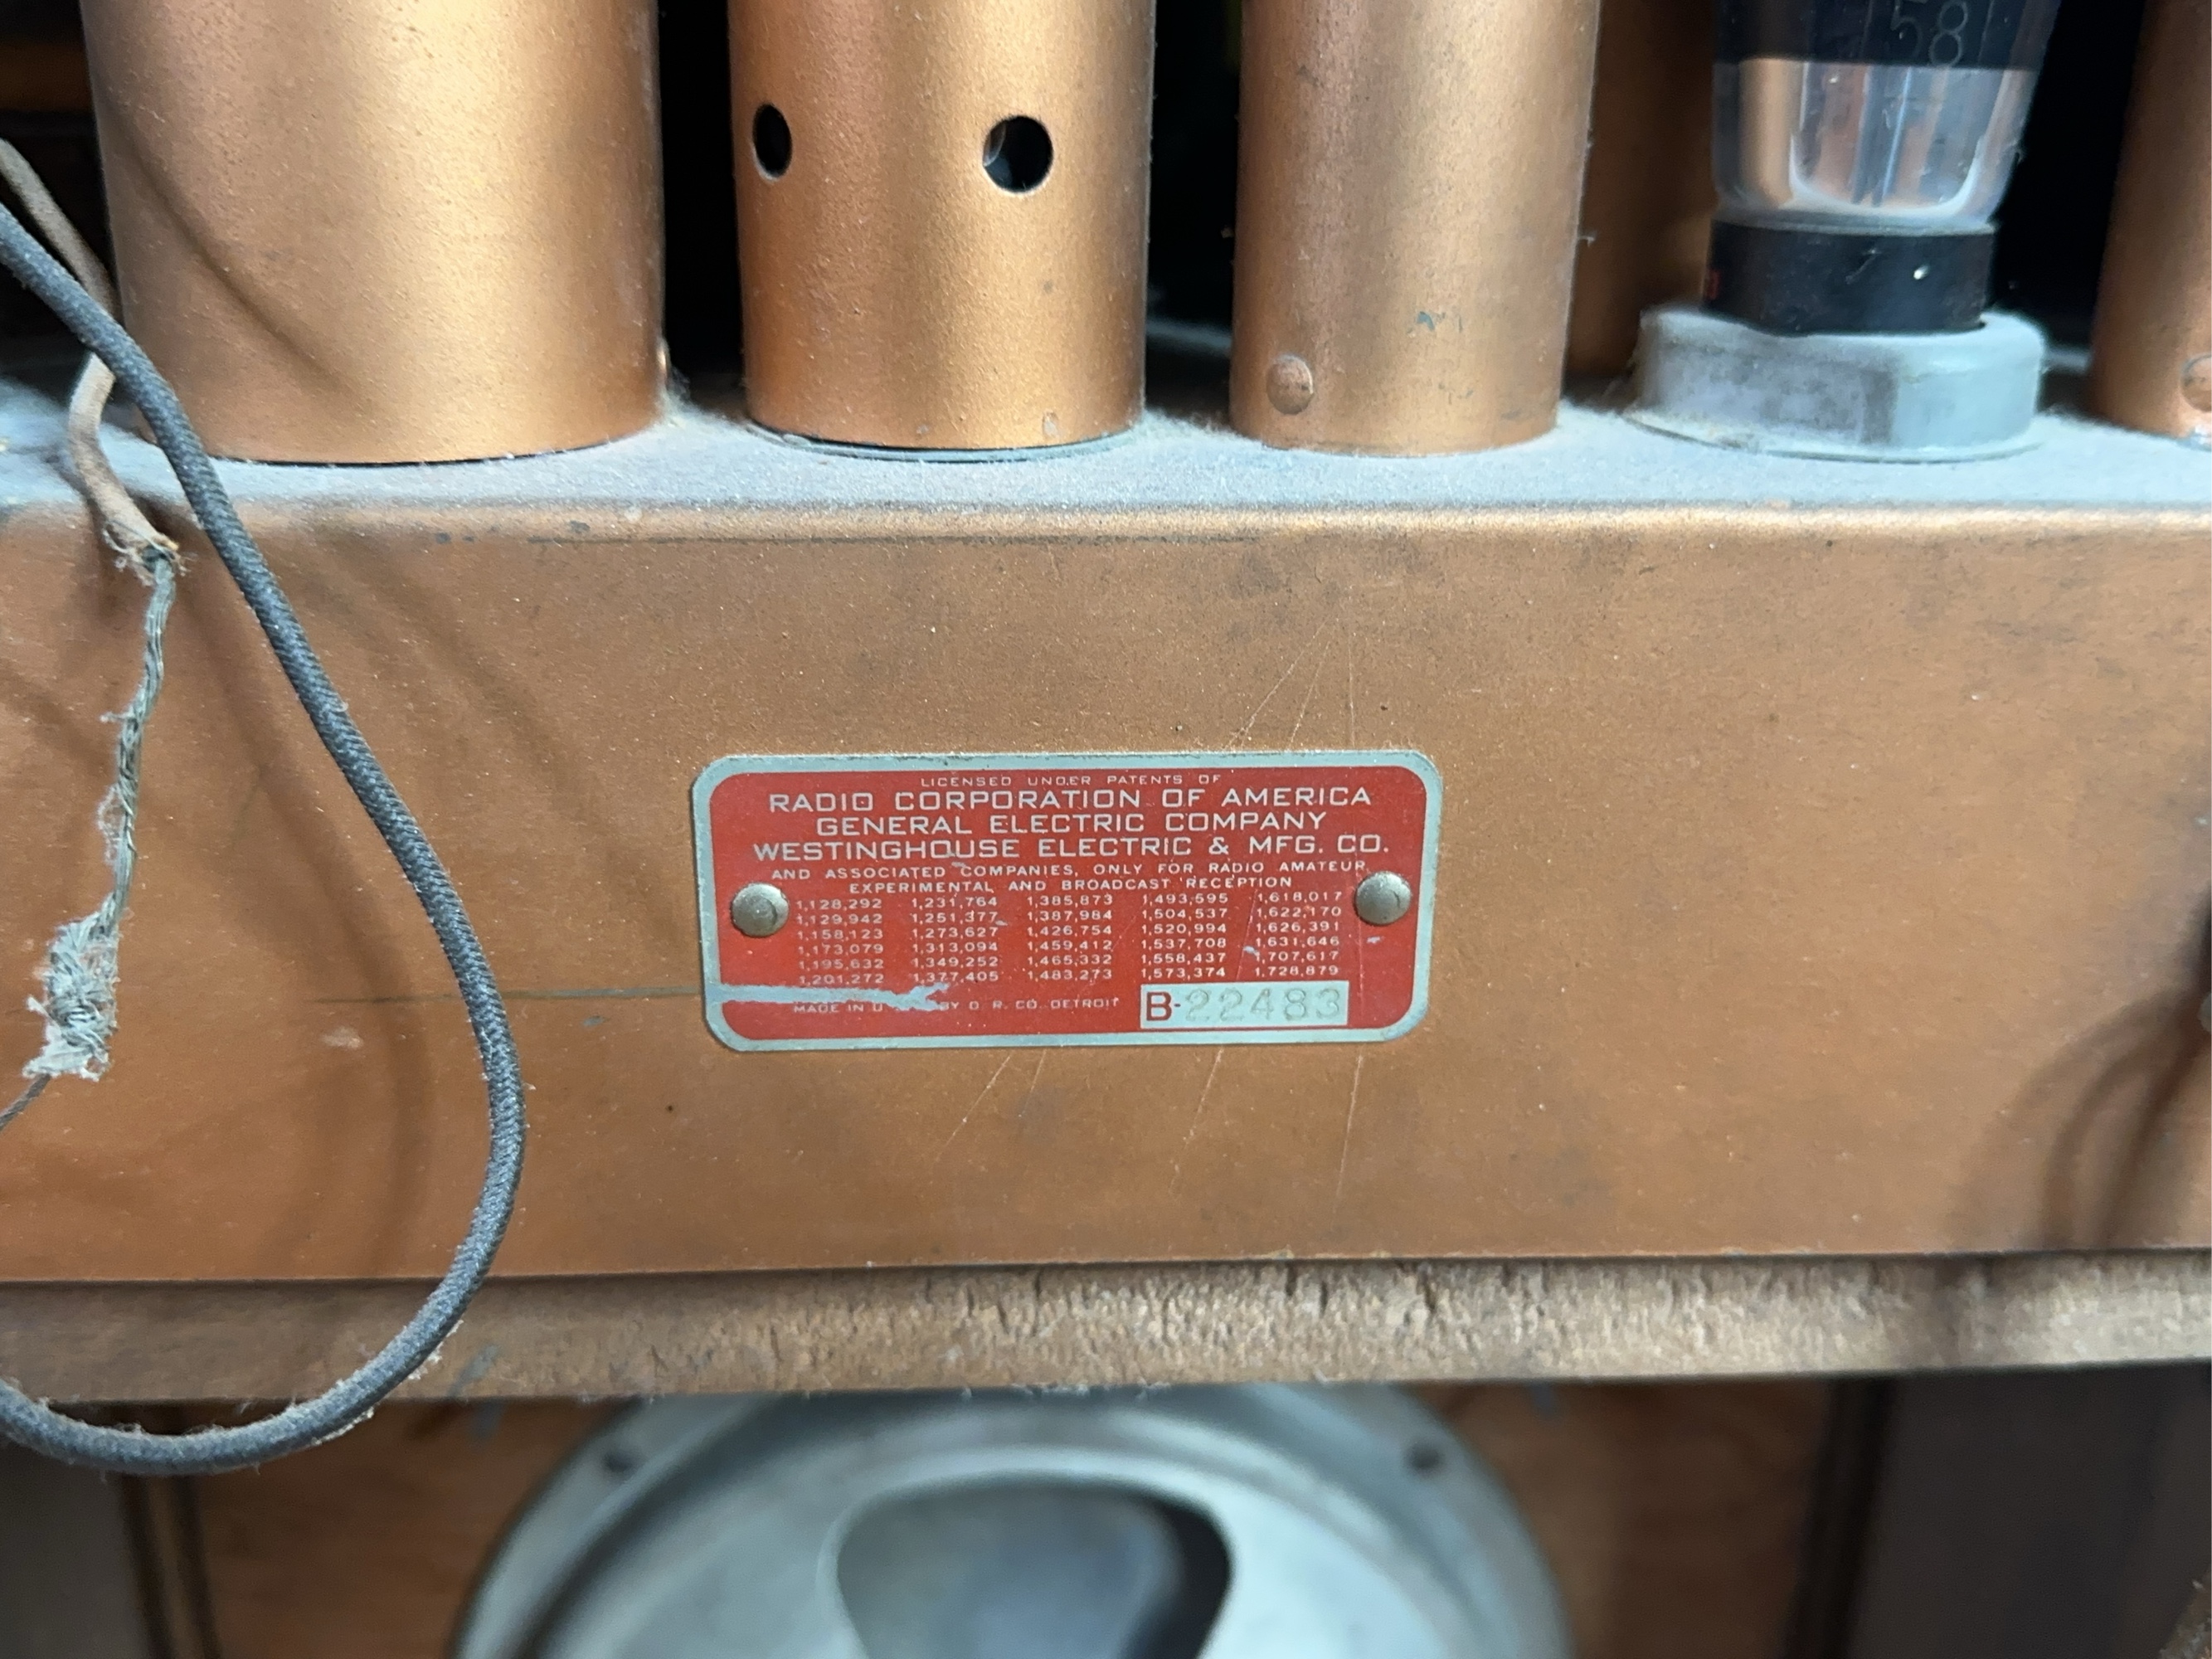 58
LICENSED UNDER PATENTS OF
RADIO CORPORATION OF AMERICA
GENERAL ELECTRIC COMPANY
WESTINGHOUSE ELECTRIC & MFG. CO.
AND ASSOCIATED COMPANIES, ONLY FOR RADIO AMATEUR
EXPERIMENTAL AND BROADCAST RECEPTION
1,128,292 1,231,764 1,385,873 1,493,595 1,618,017
1,129,942 1,251,377 1,387,984 1,504,537 1,622,170
1,158,123 1,273,627 1,426,754 1,520,994 1,626,391
1,173,079 1,313,094 1,459,412 1,537,708 1,631,646
1,195,632 1,349,252 1,465,332 1,558,437 1,707,617
1,201,272 1,377,405 1,483,273 1,573,374 1,728,879
MADE IN U BY D. R. CO. DETROIT B-22483